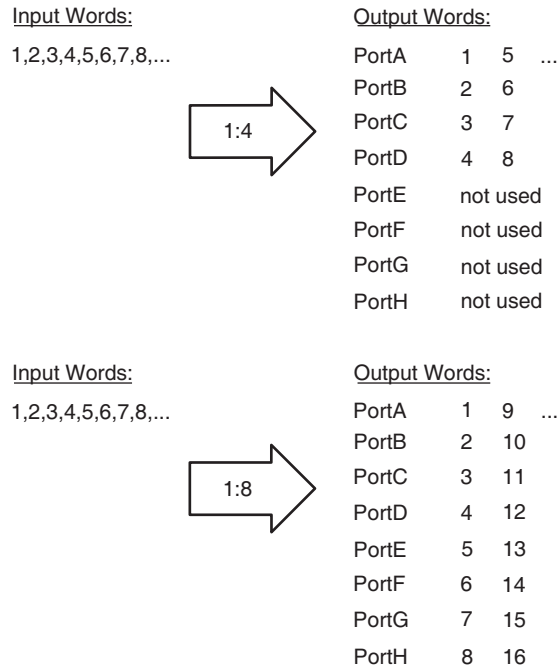 Input Words:
1,2,3,4,5,6,7,8,...
1:4
Output Words:
PortA 1 5 ...
PortB 2 6
PortC 3 7
PortD 4 8
PortE not used
PortF not used
PortG not used
PortH not used
Input Words:
1,2,3,4,5,6,7,8,...
1:8
Output Words:
PortA 1 9 ...
PortB 2 10
PortC 3 11
PortD 4 12
PortE 5 13
PortF 6 14
PortG 7 15
PortH 8 16